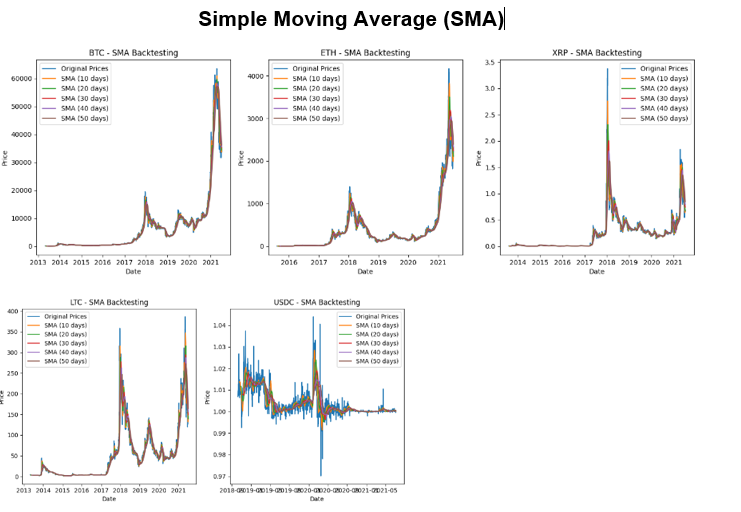 Simple Moving Average (SMA)
BTC - SMA Backtesting
Original Prices
SMA (10 days)
SMA (20 days)
SMA (30 days)
SMA (40 days)
SMA (50 days)
60000
50000
40000
30000
20000
10000
0
Price
2013 2014 2015 2016 2017 2018 2019 2020 2021
Date
ETH - SMA Backtesting
Original Prices
SMA (10 days)
SMA (20 days)
SMA (30 days)
SMA (40 days)
SMA (50 days)
4000
3000
2000
1000
0
Price
2016 2017 2018 2019 2020 2021
Date
XRP - SMA Backtesting
Original Prices
SMA (10 days)
SMA (20 days)
SMA (30 days)
SMA (40 days)
SMA (50 days)
3.5
3.0
2.5
2.0
1.5
1.0
0.5
0.0
Price
2014 2015 2016 2017 2018 2019 2020 2021
Date
LTC - SMA Backtesting
Original Prices
SMA (10 days)
SMA (20 days)
SMA (30 days)
SMA (40 days)
SMA (50 days)
400
350
300
250
200
150
100
50
0
Price
2013 2014 2015 2016 2017 2018 2019 2020 2021
Date
USDC - SMA Backtesting
Original Prices
SMA (10 days)
SMA (20 days)
SMA (30 days)
SMA (40 days)
SMA (50 days)
1.04
1.03
1.02
1.01
1.00
0.99
0.98
0.97
Price
2021-05
Date